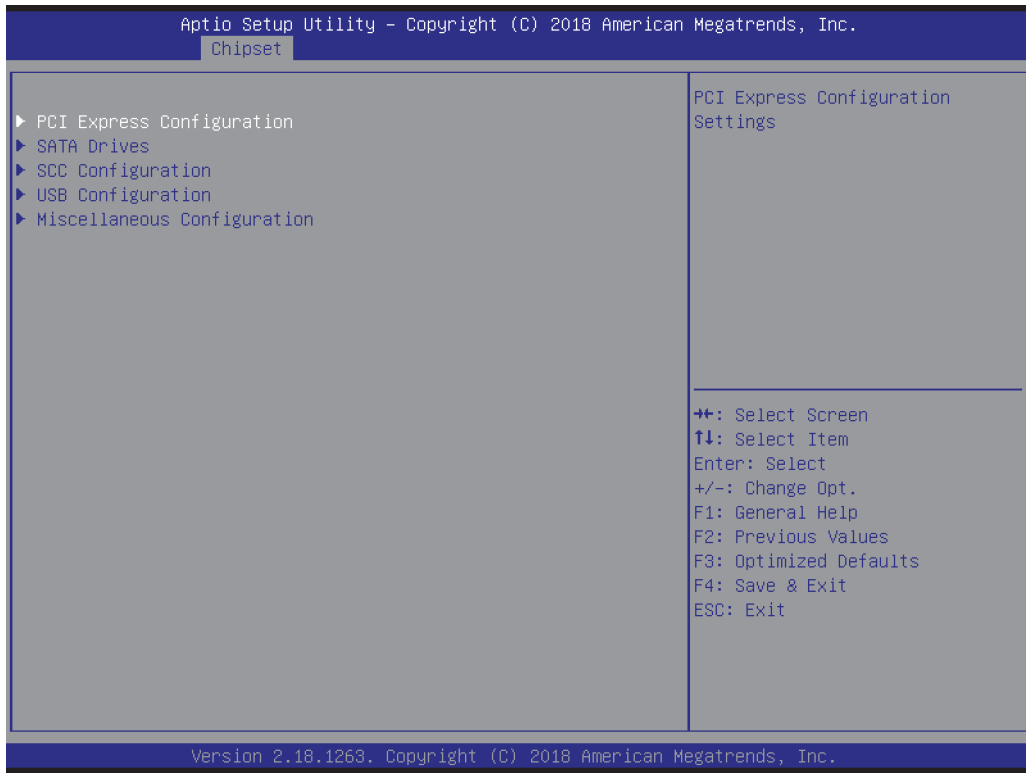 Aptio Setup Utility – Copyright (C) 2018 American Megatrends, Inc.
Chipset
▶ PCI Express Configuration
▶ SATA Drives
▶ SCC Configuration
▶ USB Configuration
▶ Miscellaneous Configuration
PCI Express Configuration
Settings
→←: Select Screen
↑↓: Select Item
Enter: Select
+/-: Change Opt.
F1: General Help
F2: Previous Values
F3: Optimized Defaults
F4: Save & Exit
ESC: Exit
Version 2.18.1263. Copyright (C) 2018 American Megatrends, Inc.